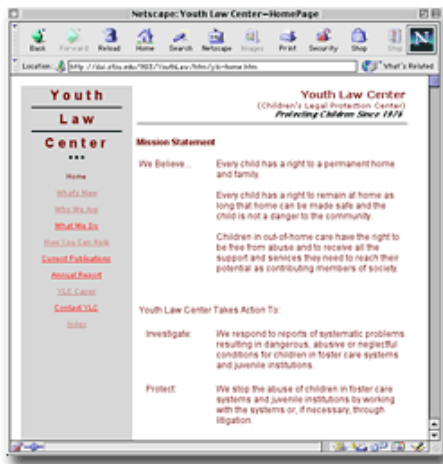 Netscape: Youth Law Center—HomePage
Back Forward Reload Home Search Netscape Images Print Security Shop Stop
Location: What's Related
Youth
Law
Center
Home
What's New
Who We Are
What We Do
How You Can Help
Current Publications
Annual Report
YLC Cases
Contact YLC
Index
Youth Law Center
(Children's Legal Protection Center)
Protecting Children Since 1978
Mission Statement
We Believe... Every child has a right to a permanent home
and family.
Every child has a right to remain at home as
long that home can be made safe and the
child is not a danger to the community.
Children in out-of-home care have the right to
be free from abuse and to receive all the
support and services they need to reach their
potential as contributing members of society.
Youth Law Center Takes Action To:
Investigate: We respond to reports of systematic problems
resulting in dangerous, abusive or neglectful
conditions for children in foster care systems
and juvenile institutions.
Protect: We stop the abuse of children in foster care
systems and juvenile institutions by working
with the systems or, if necessary, through
litigation.